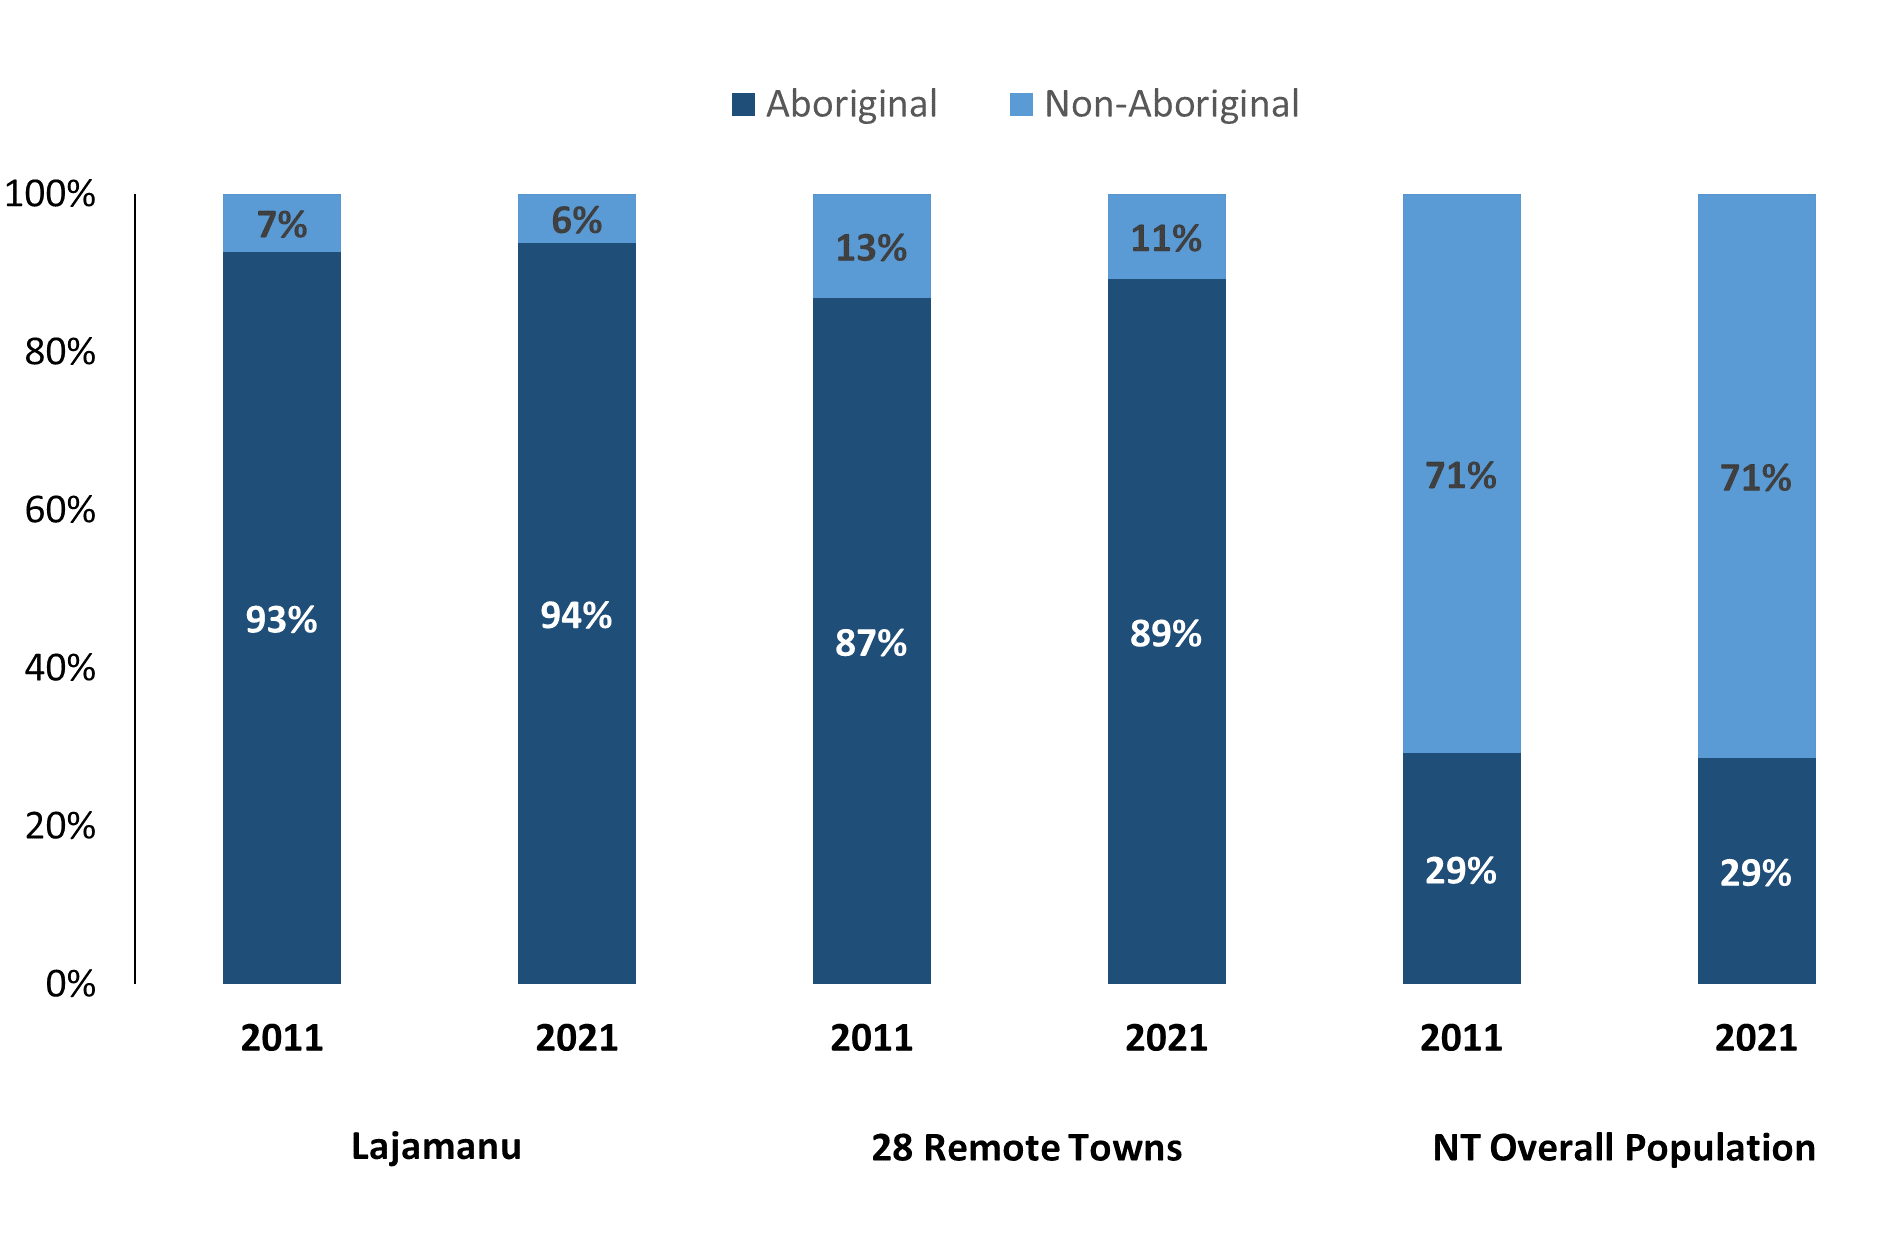 Aboriginal Non-Aboriginal
100%
7% 6% 13% 11%
80%
71% 71%
60%
93% 94% 87% 89%
40%
20%
29% 29%
0%
2011 2021 2011 2021 2011 2021
Lajamanu 28 Remote Towns NT Overall Population